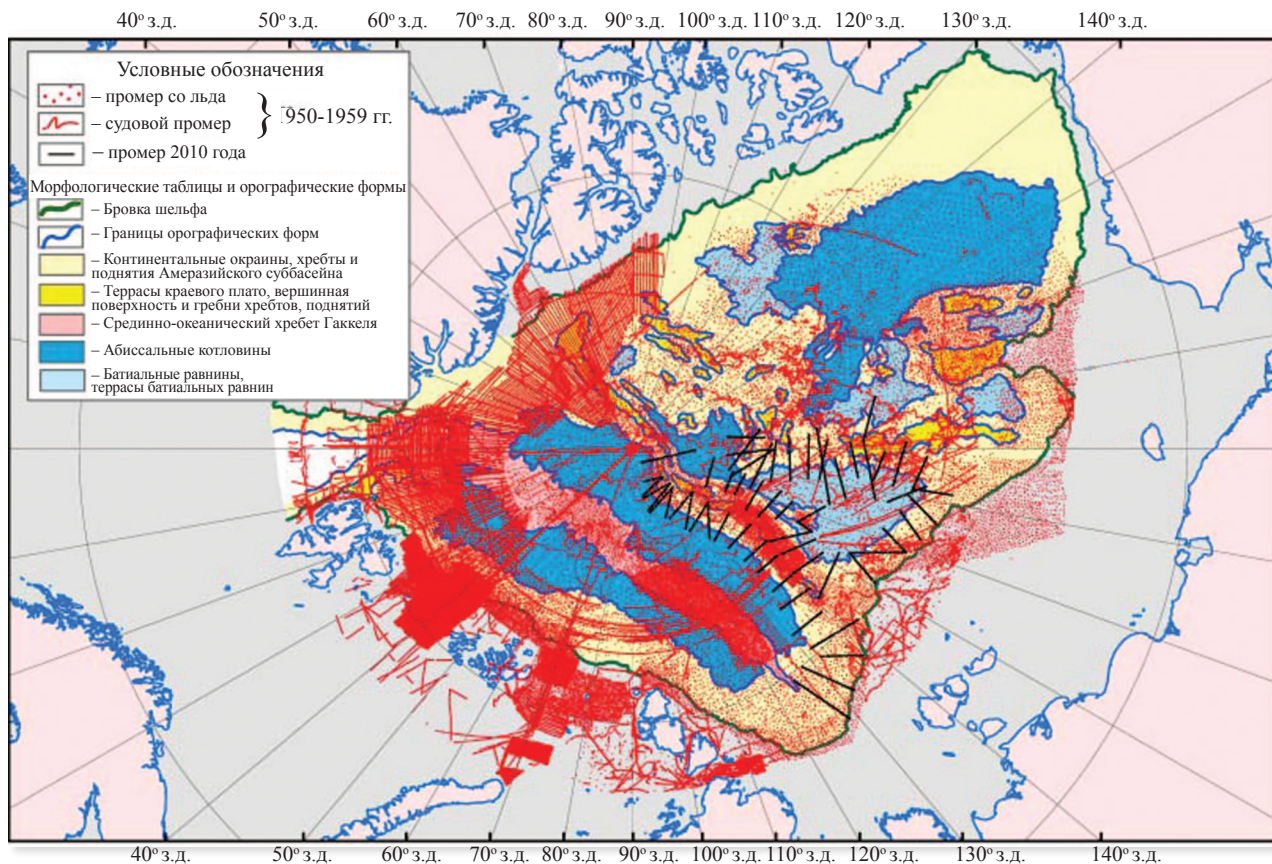 40° з.д. 50° з.д. 60° з.д. 70° з.д. 80° з.д. 90° з.д. 100° з.д. 110° з.д. 120° з.д. 130° з.д. 140° з.д.
Условные обозначения
– промер со льда
– судовой промер
1950-1959 гг.
– промер 2010 года
Морфологические таблицы и орографические формы
– Бровка шельфа
– Границы орографических форм
– Континентальные окраины, хребты и
поднятия Амеразийского суббасейна
– Террасы краевого плато, вершинная
поверхность и гребни хребтов, поднятий
– Срединно-океанический хребет Гаккеля
– Абиссальные котловины
– Батиальные равнины,
террасы батиальных равнин
40° з.д. 50° з.д. 60° з.д. 70° з.д. 80° з.д. 90° з.д. 100° з.д. 110° з.д. 120° з.д. 130° з.д. 140° з.д.